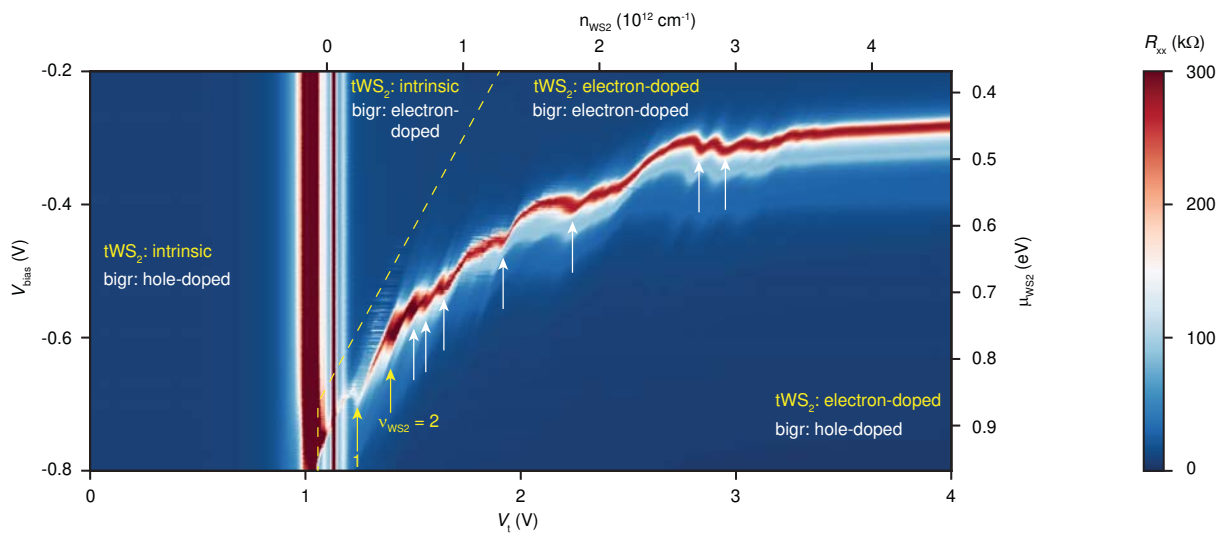 n_WS2 (10^12 cm^-1)
0 1 2 3 4
R_xx (kΩ)
-0.2
tWS₂: intrinsic
bigr: electron-
doped
tWS₂: electron-doped
bigr: electron-doped
300
0.4
0.5
-0.4
200
tWS₂: intrinsic
bigr: hole-doped
V_bias (V)
0.6
μ_WS2 (eV)
0.7
-0.6
100
0.8
tWS₂: electron-doped
ν_WS2 = 2
bigr: hole-doped
0.9
1
-0.8
0
0 1 2 3 4
V_t (V)